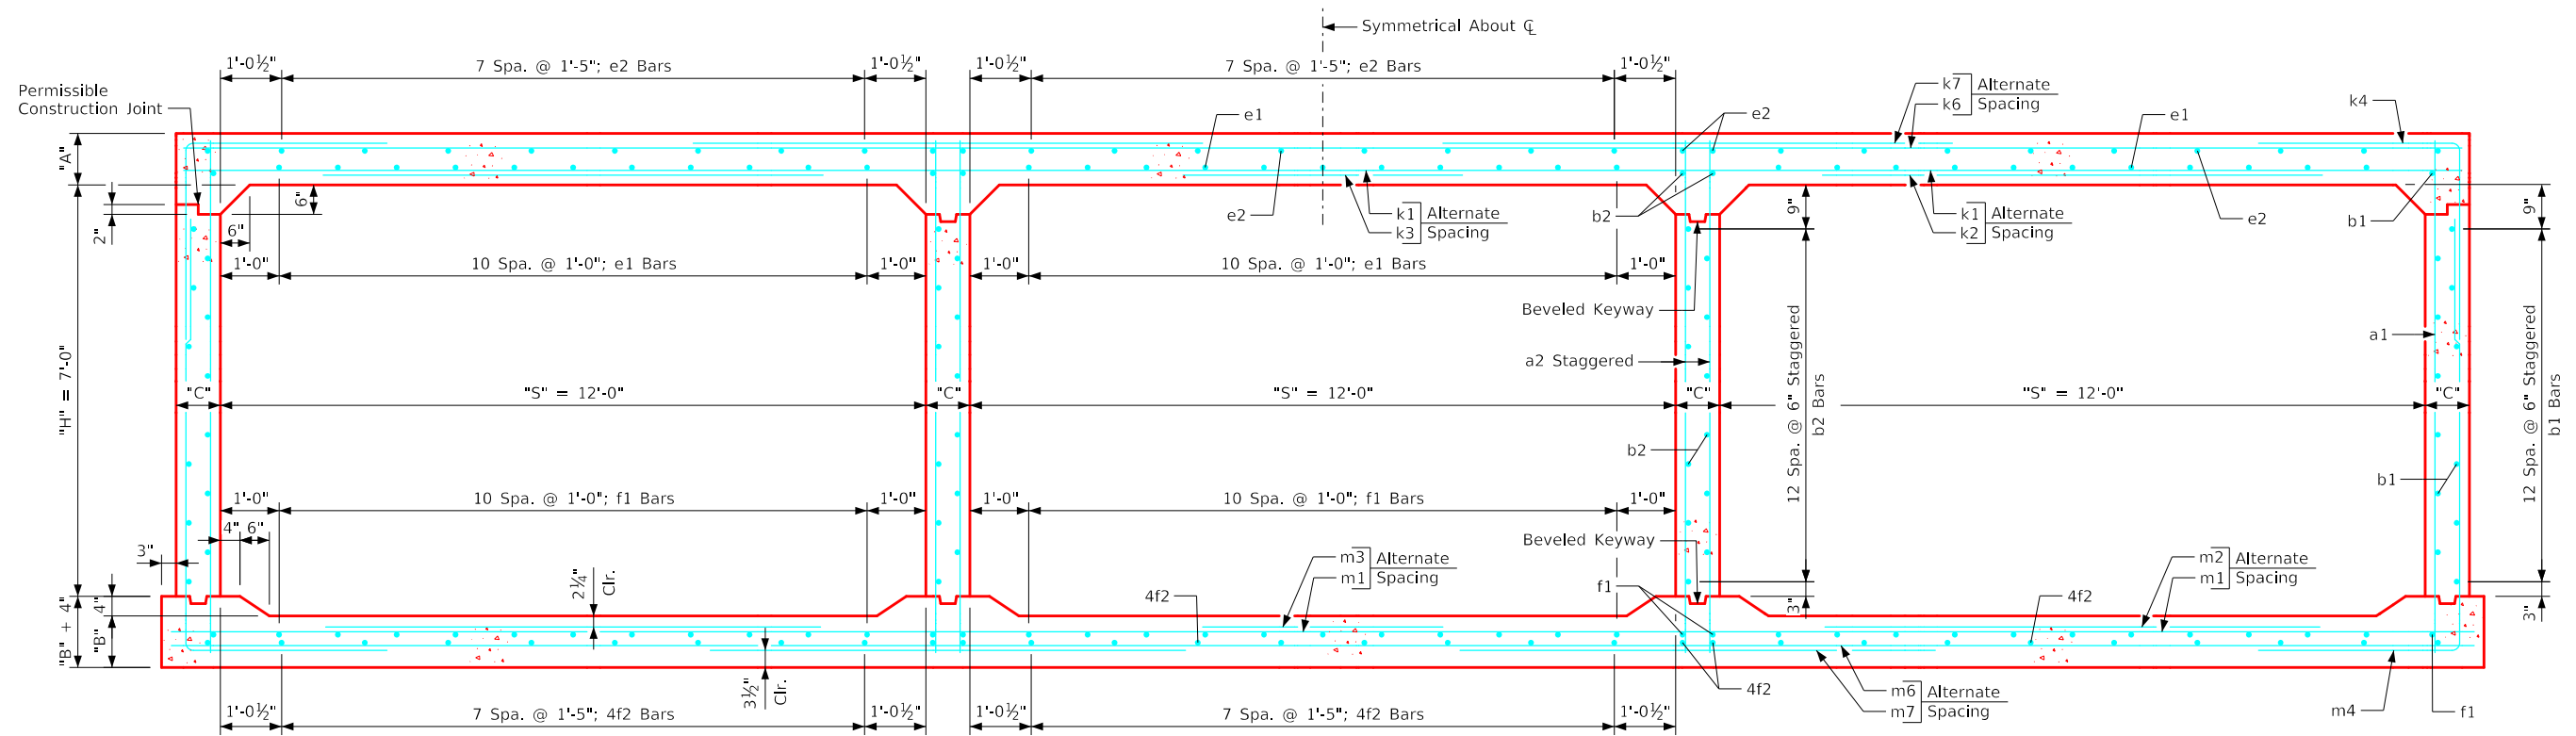 Symmetrical About ℄
1'-0½"
7 Spa. @ 1'-5"; e2 Bars
1'-0½"
1'-0½"
7 Spa. @ 1'-5"; e2 Bars
1'-0½"
Permissible
Construction Joint
k7
k6
Alternate
Spacing
k4
e1
e2
e1
"A"
6"
2"
6"
e2
k1
k3
Alternate
Spacing
b2
9"
k1
k2
Alternate
Spacing
e2
b1
9"
1'-0"
10 Spa. @ 1'-0"; e1 Bars
1'-0"
1'-0"
10 Spa. @ 1'-0"; e1 Bars
1'-0"
Beveled Keyway
a1
a2 Staggered
"H" = 7'-0"
"C"
"S" = 12'-0"
"C"
"S" = 12'-0"
"C"
"S" = 12'-0"
"C"
12 Spa. @ 6" Staggered
b2 Bars
12 Spa. @ 6" Staggered
b1 Bars
b2
b1
1'-0"
10 Spa. @ 1'-0"; f1 Bars
1'-0"
1'-0"
10 Spa. @ 1'-0"; f1 Bars
1'-0"
4"
6"
3"
Beveled Keyway
m3
m1
Alternate
Spacing
m2
m1
Alternate
Spacing
2¼"
Clr.
4f2
f1
4f2
3"
3"
"B" + 4"
4"
"B"
3½"
Clr.
4f2
m6
m7
Alternate
Spacing
m4
f1
1'-0½"
7 Spa. @ 1'-5"; 4f2 Bars
1'-0½"
1'-0½"
7 Spa. @ 1'-5"; 4f2 Bars
1'-0½"